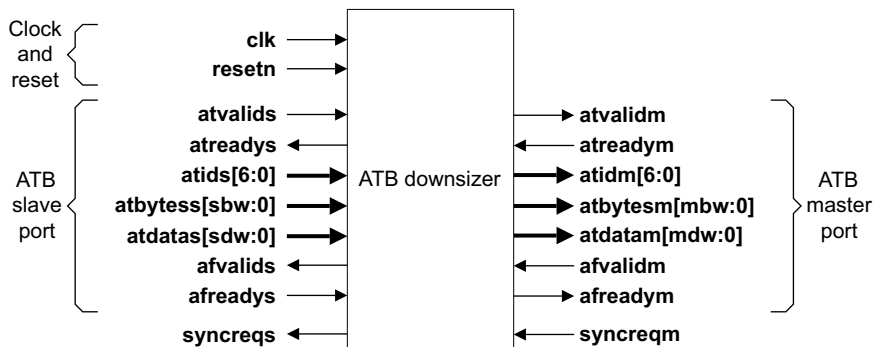 Clock
and
reset
clk
resetn
ATB
slave
port
atvalids
atreadys
atids[6:0]
atbytess[sbw:0]
atdatas[sdw:0]
afvalids
afreadys
syncreqs
ATB downsizer
atvalidm
atreadym
atidm[6:0]
atbytesm[mbw:0]
atdatam[mdw:0]
afvalidm
afreadym
syncreqm
ATB
master
port